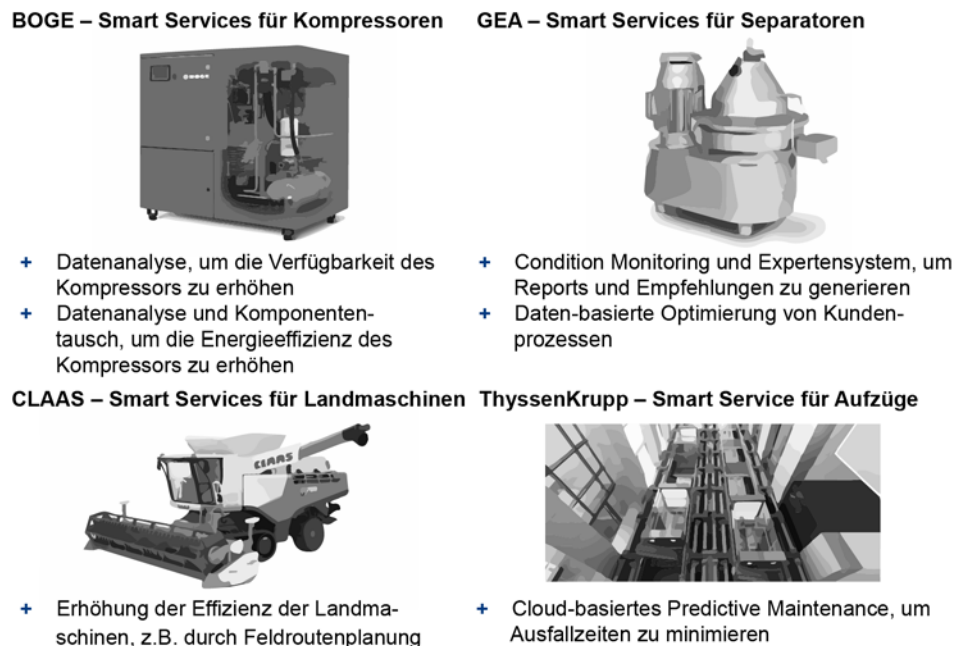 BOGE – Smart Services für Kompressoren
+ Datenanalyse, um die Verfügbarkeit des
Kompressors zu erhöhen
+ Datenanalyse und Komponenten-
tausch, um die Energieeffizienz des
Kompressors zu erhöhen
GEA – Smart Services für Separatoren
+ Condition Monitoring und Expertensystem, um
Reports und Empfehlungen zu generieren
+ Daten-basierte Optimierung von Kunden-
prozessen
CLAAS – Smart Services für Landmaschinen
CLAAS
+ Erhöhung der Effizienz der Landma-
schinen, z.B. durch Feldroutenplanung
ThyssenKrupp – Smart Service für Aufzüge
+ Cloud-basiertes Predictive Maintenance, um
Ausfallzeiten zu minimieren